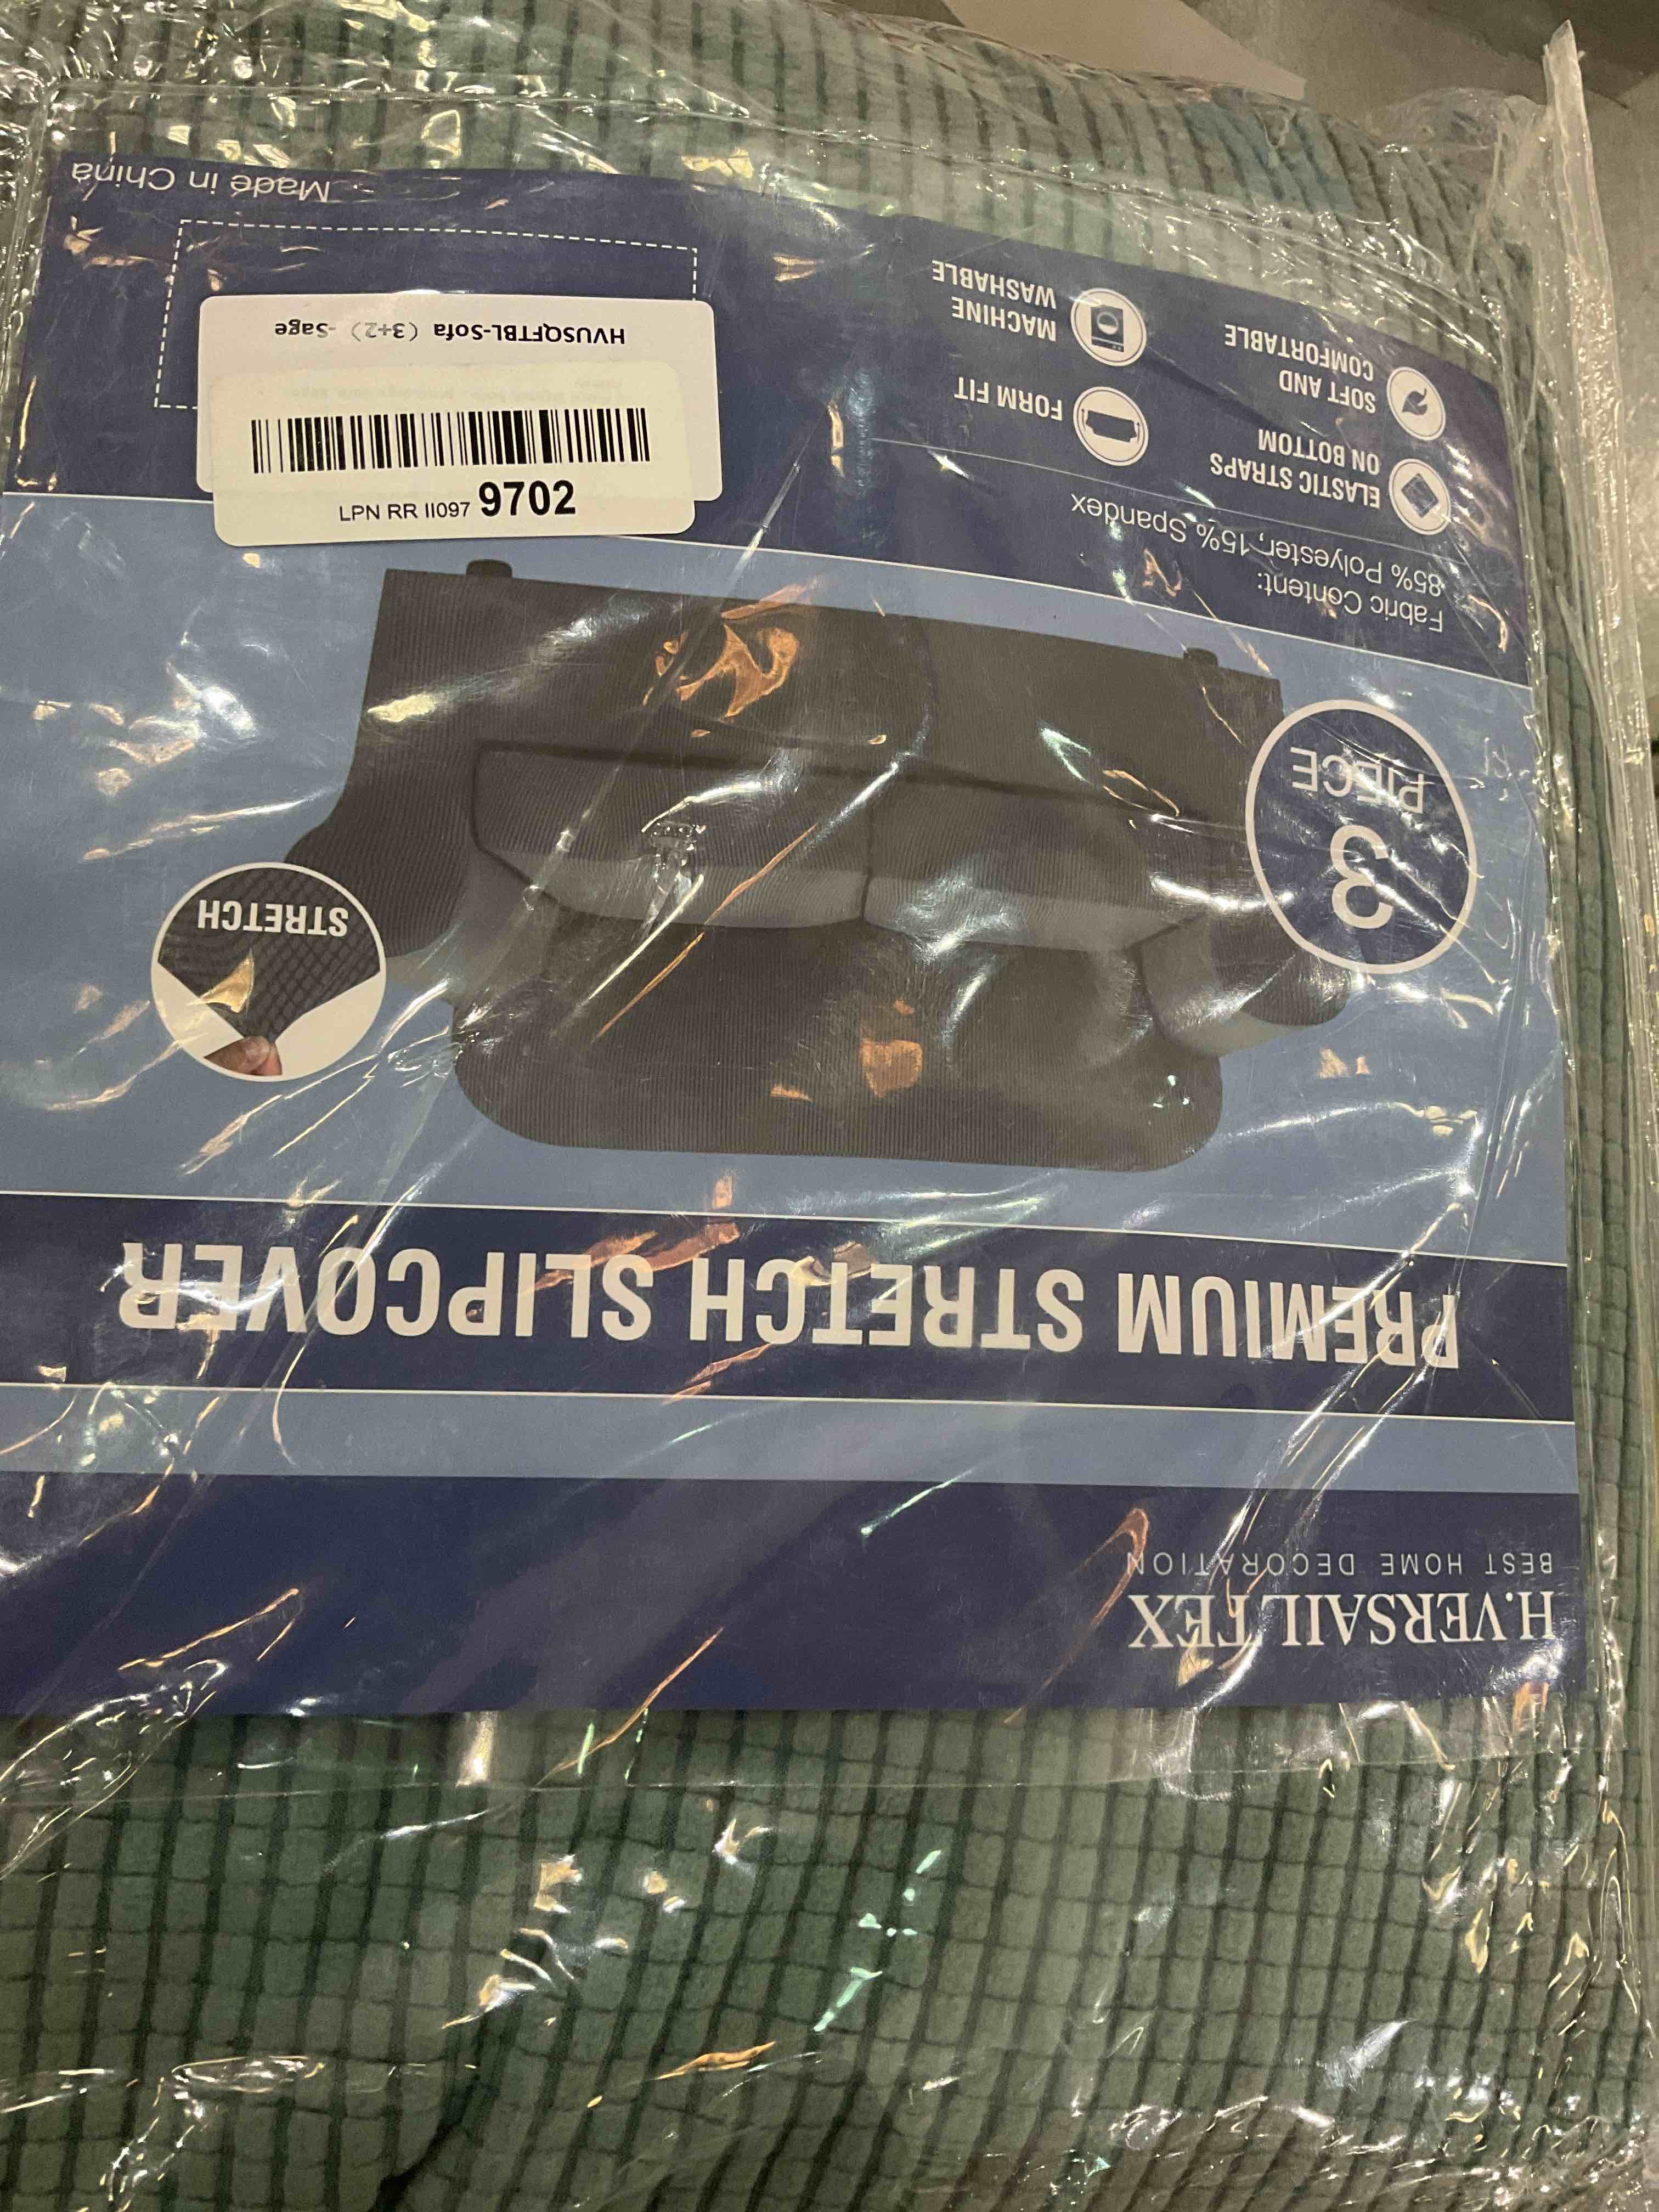 H.VERSAILTEX
BEST HOME DECORATION
PREMIUM STRETCH SLIPCOVER
STRETCH
3
PIECE
Fabric Content:
85% Polyester, 15% Spandex
ELASTIC STRAPS
ON BOTTOM
FORM FIT
SOFT AND
COMFORTABLE
MACHINE
WASHABLE
LPN RR II097 9702
HVUSQFTBL-Sofa (3+2) -Sage
Made in China